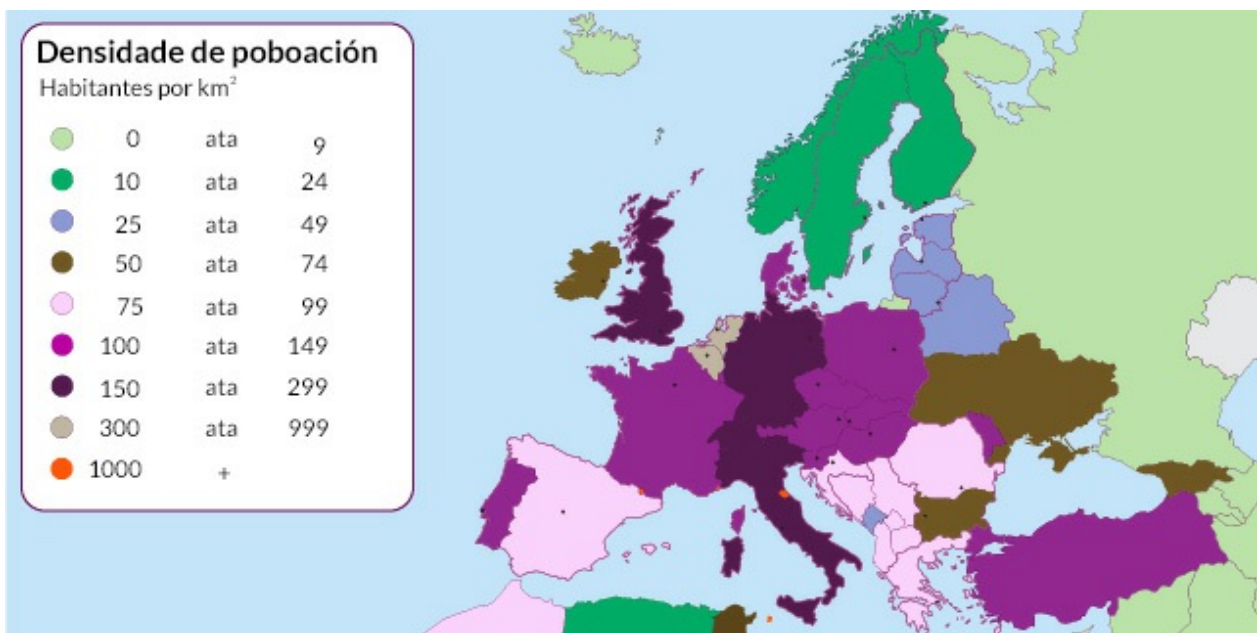 Densidade de poboación
Habitantes por km²
0 ata 9
10 ata 24
25 ata 49
50 ata 74
75 ata 99
100 ata 149
150 ata 299
300 ata 999
1000 +